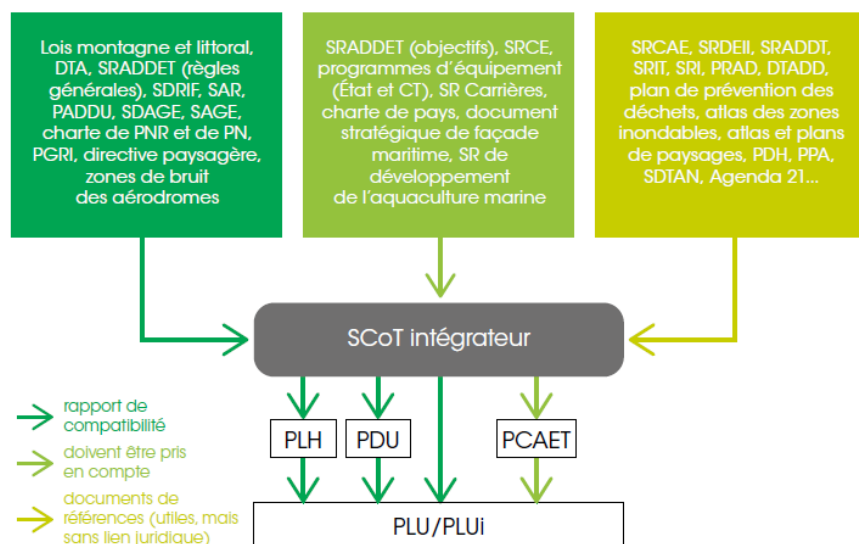 Lois montagne et littoral,
DTA, SRADDET (règles
générales), SDRIF, SAR,
PADDU, SDAGE, SAGE,
charte de PNR et de PN,
PGRI, directive paysagère,
zones de bruit
des aérodromes
SRADDET (objectifs), SRCE,
programmes d'équipement
(État et CT), SR Carrières,
charte de pays, document
stratégique de façade
maritime, SR de
développement
de l'aquaculture marine
SRCAE, SRDEII, SRADDT,
SRIT, SRI, PRAD, DTADD,
plan de prévention des
déchets, atlas des zones
inondables, atlas et plans
de paysages, PDH, PPA,
SDTAN, Agenda 21...
SCoT intégrateur
rapport de
compatibilité
doivent être pris
en compte
documents de
références (utiles, mais
sans lien juridique)
PLH
PDU
PCAET
PLU/PLUi